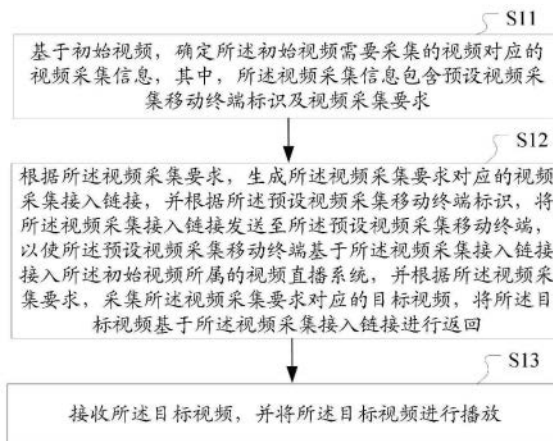 S11
基于初始视频，确定所述初始视频需要采集的视频对应的
视频采集信息，其中，所述视频采集信息包含预设视频采
集移动终端标识及视频采集要求
S12
根据所述视频采集要求，生成所述视频采集要求对应的视频
采集接入链接，并根据所述预设视频采集移动终端标识，将
所述视频采集接入链接发送至所述预设视频采集移动终端，
以使所述预设视频采集移动终端基于所述视频采集接入链接
接入所述初始视频所属的视频直播系统，并根据所述视频采
集要求，采集所述视频采集要求对应的目标视频，将所述目
标视频基于所述视频采集接入链接进行返回
S13
接收所述目标视频，并将所述目标视频进行播放